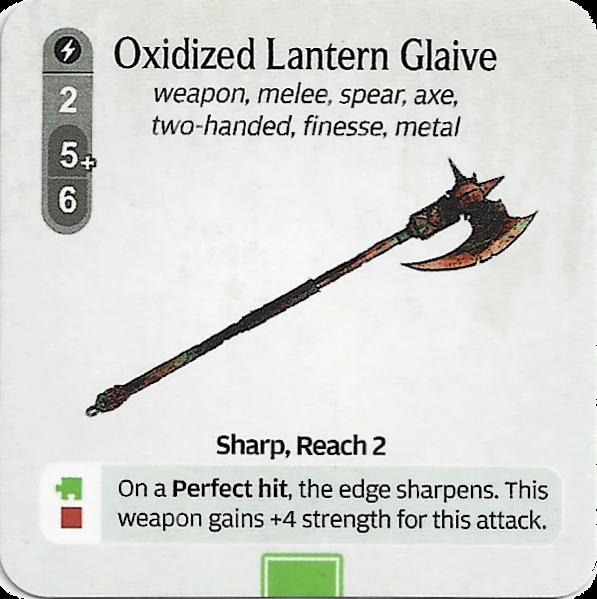 Oxidized Lantern Glaive
weapon, melee, spear, axe,
two-handed, finesse, metal
2
5+
6
Sharp, Reach 2
On a Perfect hit, the edge sharpens. This
weapon gains +4 strength for this attack.